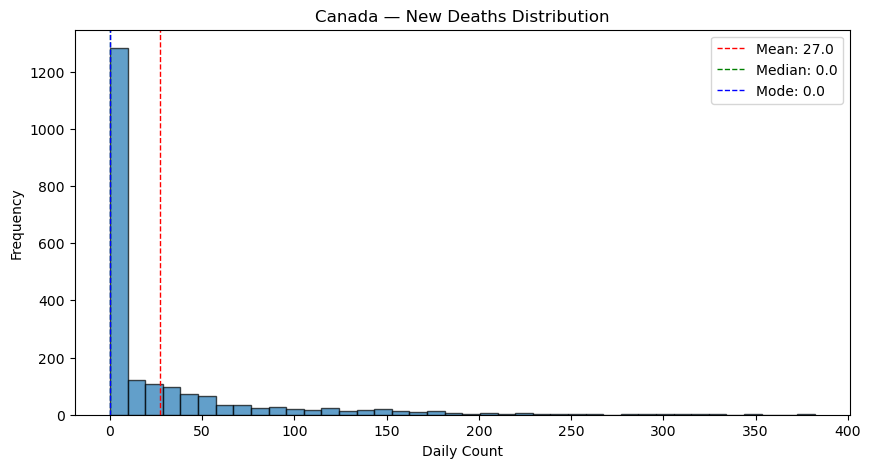 Canada — New Deaths Distribution
Mean: 27.0
Median: 0.0
Mode: 0.0
Frequency
1200
1000
800
600
400
200
0
0 50 100 150 200 250 300 350 400
Daily Count